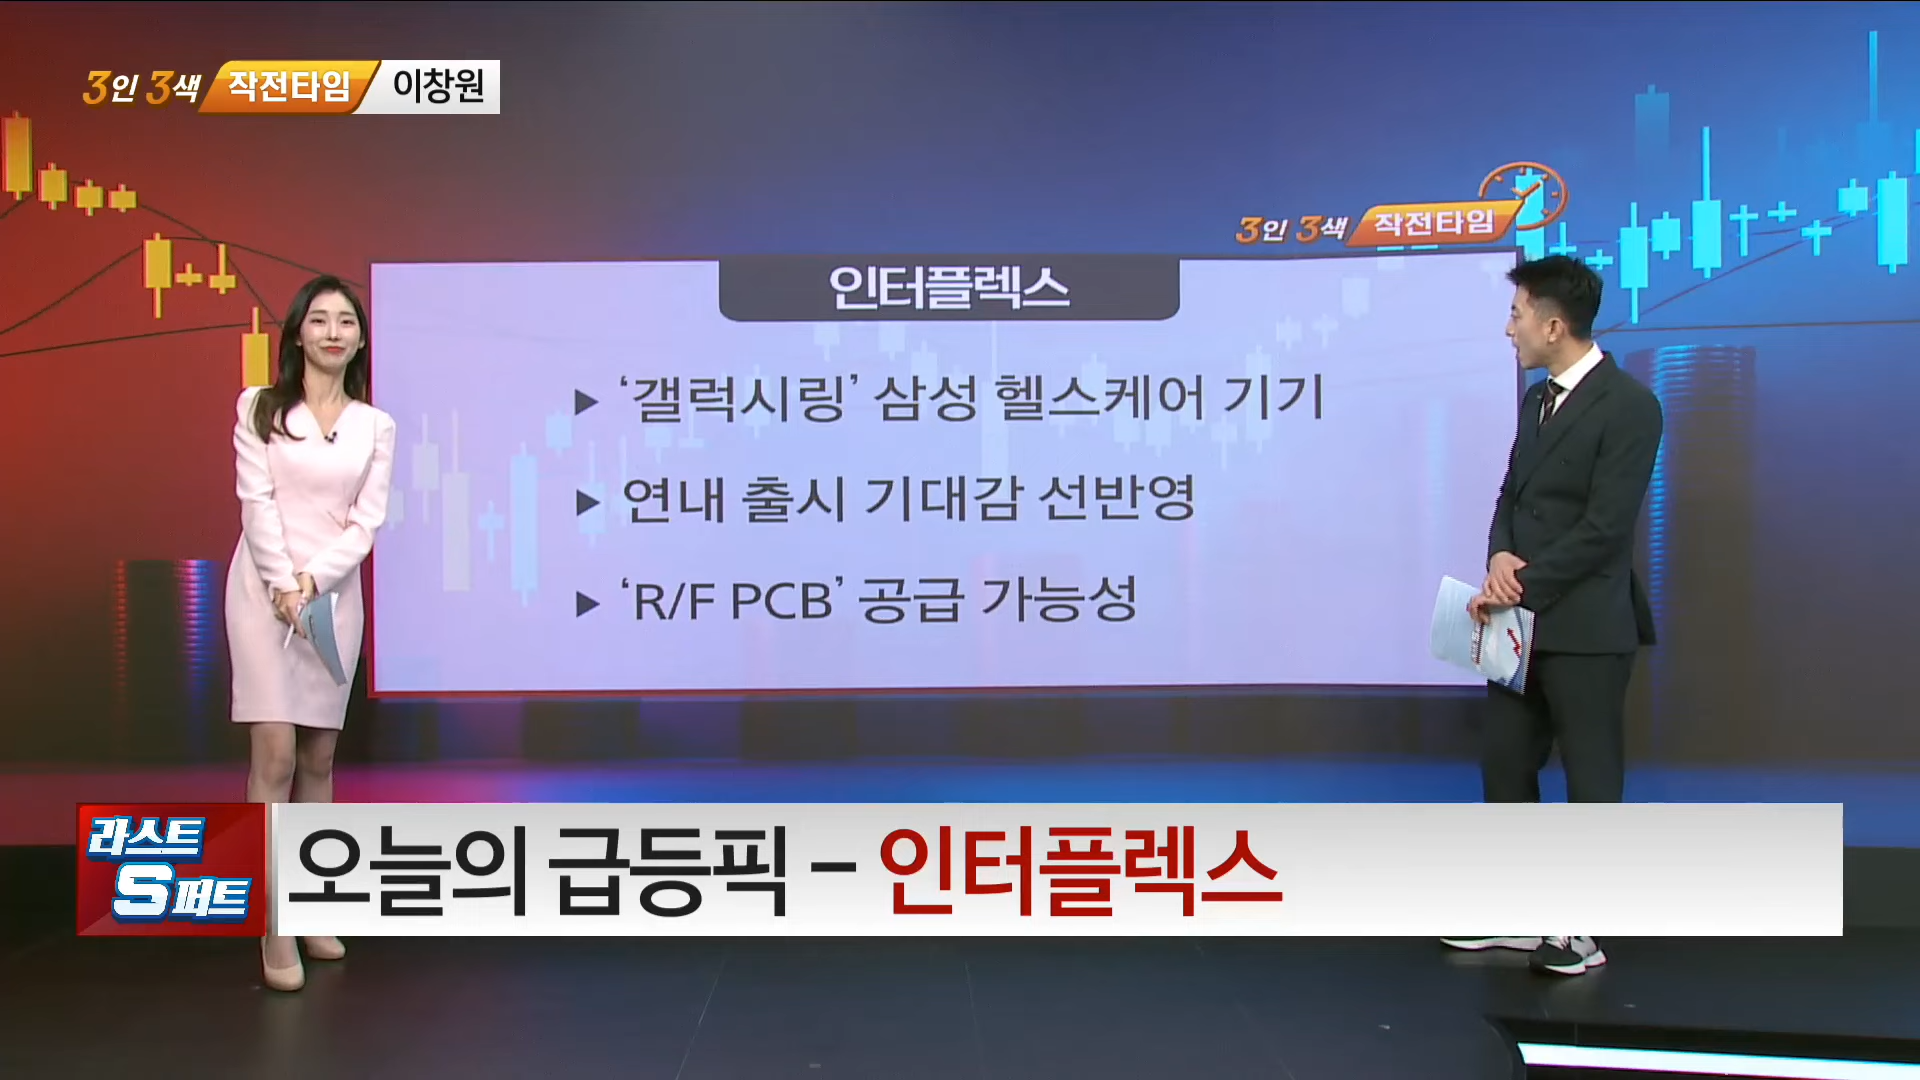 3인 3색 작전타임 이창원
3인 3색 작전타임
인터플렉스
▶ ‘갤럭시링’ 삼성 헬스케어 기기
▶ 연내 출시 기대감 선반영
▶ ‘R/F PCB’ 공급 가능성
라스트
S퍼트
오늘의 급등픽 – 인터플렉스